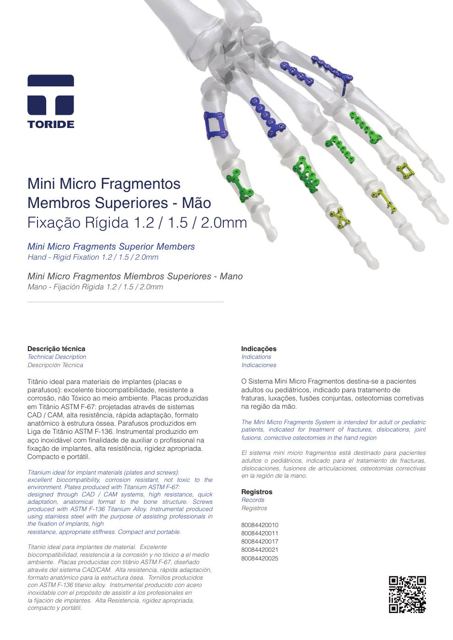 TORIDE
Mini Micro Fragmentos
Membros Superiores - Mão
Fixação Rígida 1.2 / 1.5 / 2.0mm
Mini Micro Fragments Superior Members
Hand - Rigid Fixation 1.2 / 1.5 / 2.0mm
Mini Micro Fragmentos Miembros Superiores - Mano
Mano - Fijación Rigida 1.2 / 1.5 / 2.0mm
Descrição técnica
Technical Description
Descripción Técnica
Titânio ideal para materiais de implantes (placas e
parafusos): excelente biocompatibilidade, resistente a
corrosão, não Tóxico ao meio ambiente. Placas produzidas
em Titânio ASTM F-67: projetadas através de sistemas
CAD / CAM, alta resistência, rápida adaptação, formato
anatômico à estrutura óssea. Parafusos produzidos em
Liga de Titânio ASTM F-136. Instrumental produzido em
aço inoxidável com finalidade de auxiliar o profissional na
fixação de implantes, alta resistência, rigidez apropriada.
Compacto e portátil.
Titanium ideal for implant materials (plates and screws):
excellent biocompatibility, corrosion resistant, not toxic to the
environment. Plates produced with Titanium ASTM F-67:
designed through CAD / CAM systems, high resistance, quick
adaptation, anatomical format to the bone structure. Screws
produced with ASTM F-136 Titanium Alloy. Instrumental produced
using stainless steel with the purpose of assisting professionals in
the fixation of implants, high
resistance, appropriate stiffness. Compact and portable.
Titanio ideal para implantes de material. Excelente
biocompatibilidad, resistencia a la corrosión y no tóxico a el medio
ambiente. Placas producidas con titánio ASTM F-67, diseñado
através del sistema CAD/CAM. Alta resistencia, rápida adaptación,
formato anatómico para la estructura ósea. Tornillos producidos
con ASTM F-136 titanio alloy. Instrumental producido con acero
inoxidable con el propósito de assistir a los profesionales en
la fijación de implantes. Alta Resistencia, rigidez apropriada,
compacto y portátil.
Indicações
Indications
Indicaciones
O Sistema Mini Micro Fragmentos destina-se a pacientes
adultos ou pediátricos, indicado para tratamento de
fraturas, luxações, fusões conjuntas, osteotomias corretivas
na região da mão.
The Mini Micro Fragments System is intended for adult or pediatric
patients, indicated for treatment of fractures, dislocations, joint
fusions. corrective osteotomies in the hand region
El sistema mini micro fragmentos está destinado para pacientes
adultos o pediátricos, indicado para el tratamiento de fracturas,
dislocaciones, fusiones de articulaciones, osteotomias correctivas
en la región de la mano.
Registros
Records
Registros
80084420010
80084420011
80084420017
80084420021
80084420025